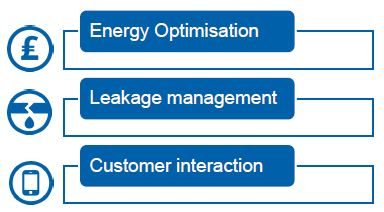 £
Energy Optimisation
Leakage management
Customer interaction